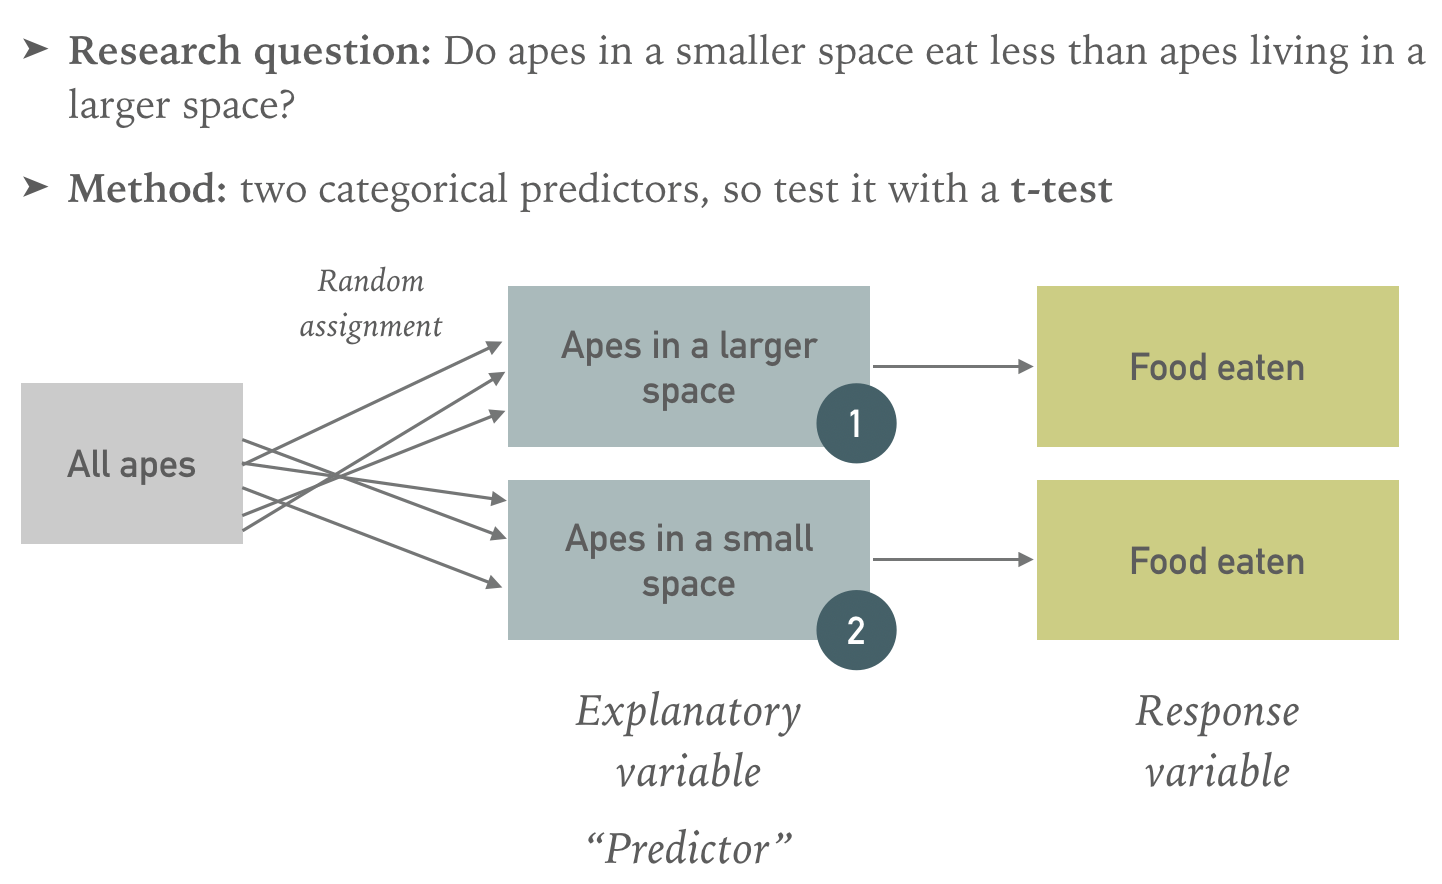 ➤ Research question: Do apes in a smaller space eat less than apes living in a
larger space?
➤ Method: two categorical predictors, so test it with a t-test
Random
assignment
All apes
Apes in a larger
space
1
Food eaten
Apes in a small
space
2
Food eaten
Explanatory
variable
“Predictor”
Response
variable